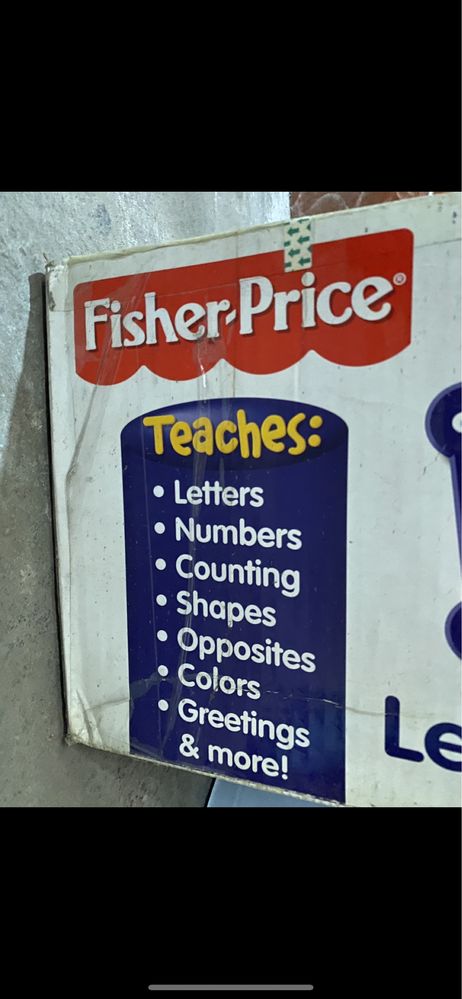 Fisher-Price®
Teaches:
• Letters
• Numbers
• Counting
• Shapes
• Opposites
• Colors
• Greetings
& more!
Le